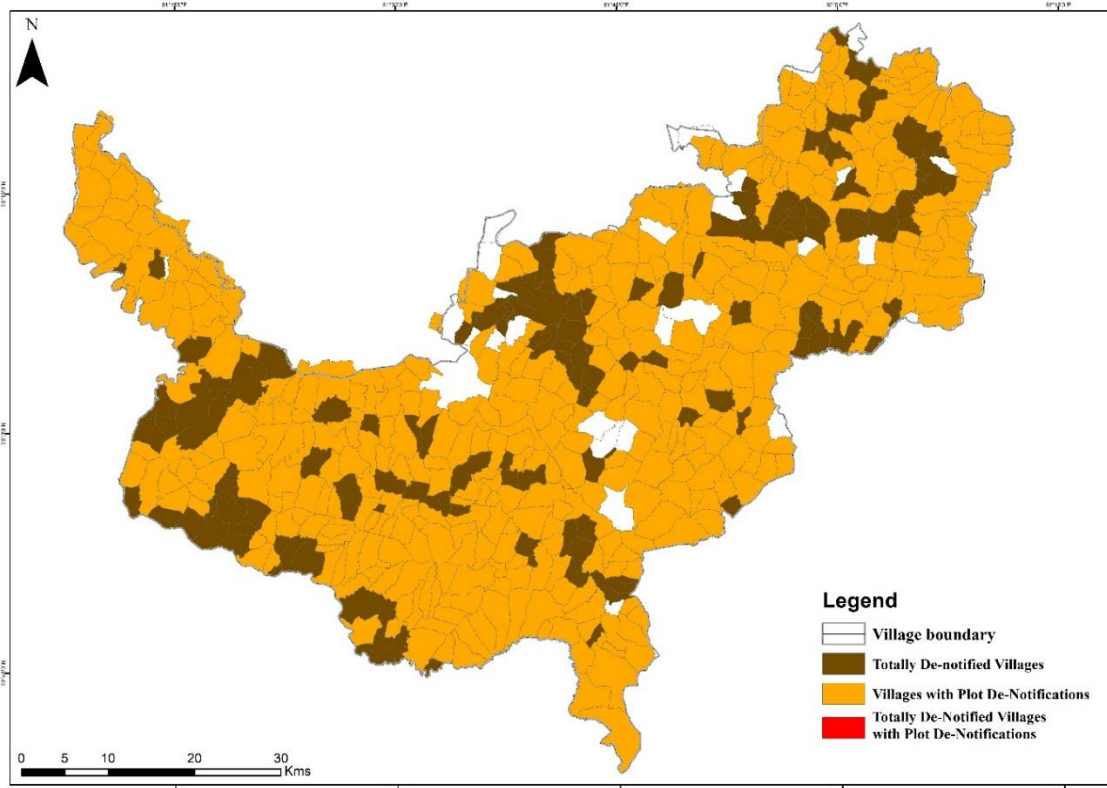 N
Legend
Village boundary
Totally De-notified Villages
Villages with Plot De-Notifications
Totally De-Notified Villages
with Plot De-Notifications
0 5 10 20 30
Kms